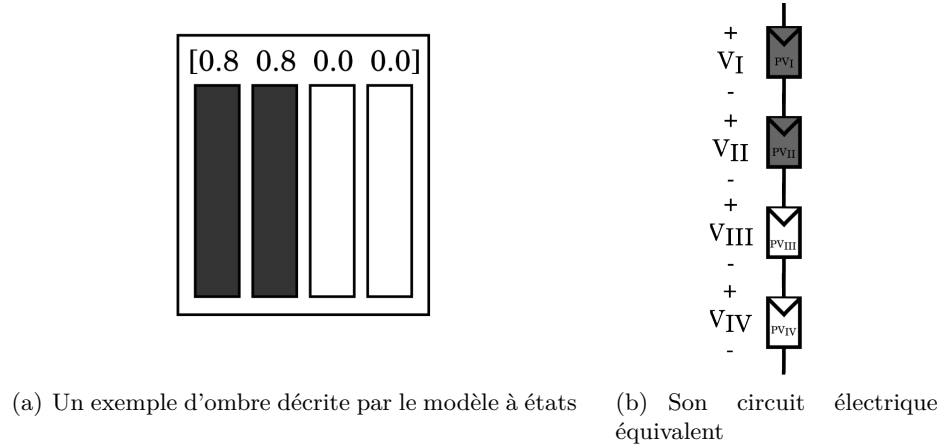 [0.8 0.8 0.0 0.0]
(a) Un exemple d'ombre décrite par le modèle à états
+
VI
-
PVI
+
VII
-
PVII
+
VIII
-
PVIII
+
VIV
-
PVIV
(b) Son circuit électrique
équivalent